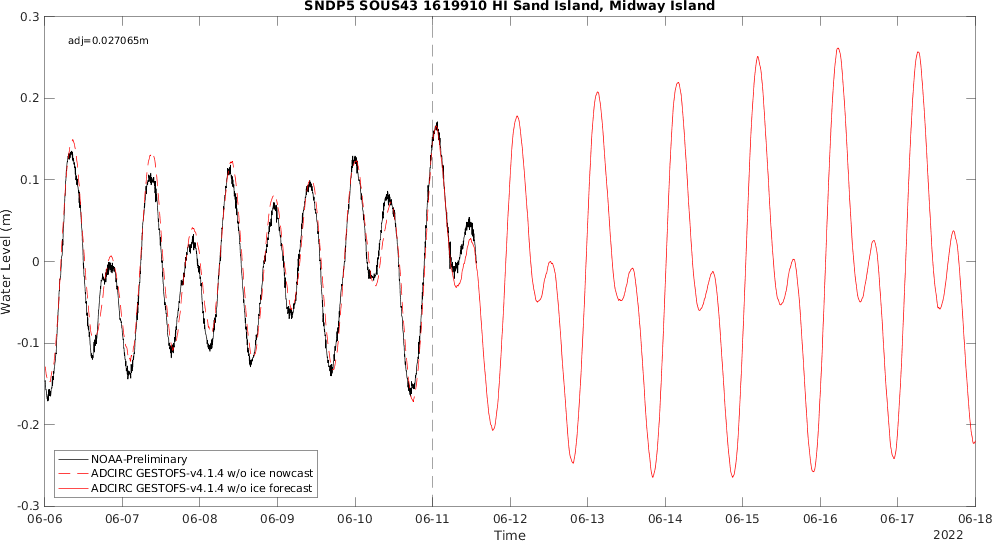 SNDP5 SOUS43 1619910 HI Sand Island, Midway Island
0.3
adj=0.027065m
0.2
0.1
0
-0.1
-0.2
-0.3
Water Level (m)
NOAA-Preliminary
ADCIRC GESTOFS-v4.1.4 w/o ice nowcast
ADCIRC GESTOFS-v4.1.4 w/o ice forecast
06-06 06-07 06-08 06-09 06-10 06-11 06-12 06-13 06-14 06-15 06-16 06-17 06-18
Time
2022